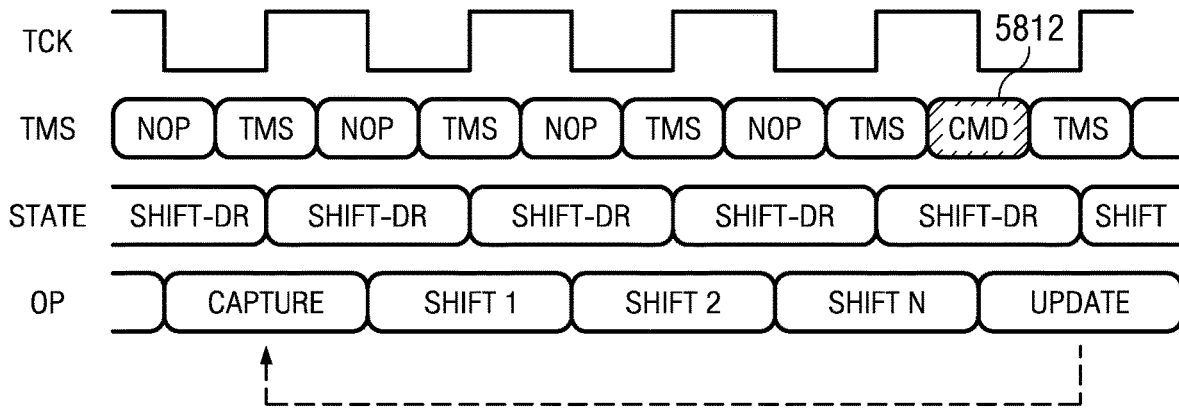 5812
TCK
TMS NOP TMS NOP TMS NOP TMS NOP TMS CMD TMS
STATE SHIFT-DR SHIFT-DR SHIFT-DR SHIFT-DR SHIFT-DR SHIFT
OP CAPTURE SHIFT 1 SHIFT 2 SHIFT N UPDATE